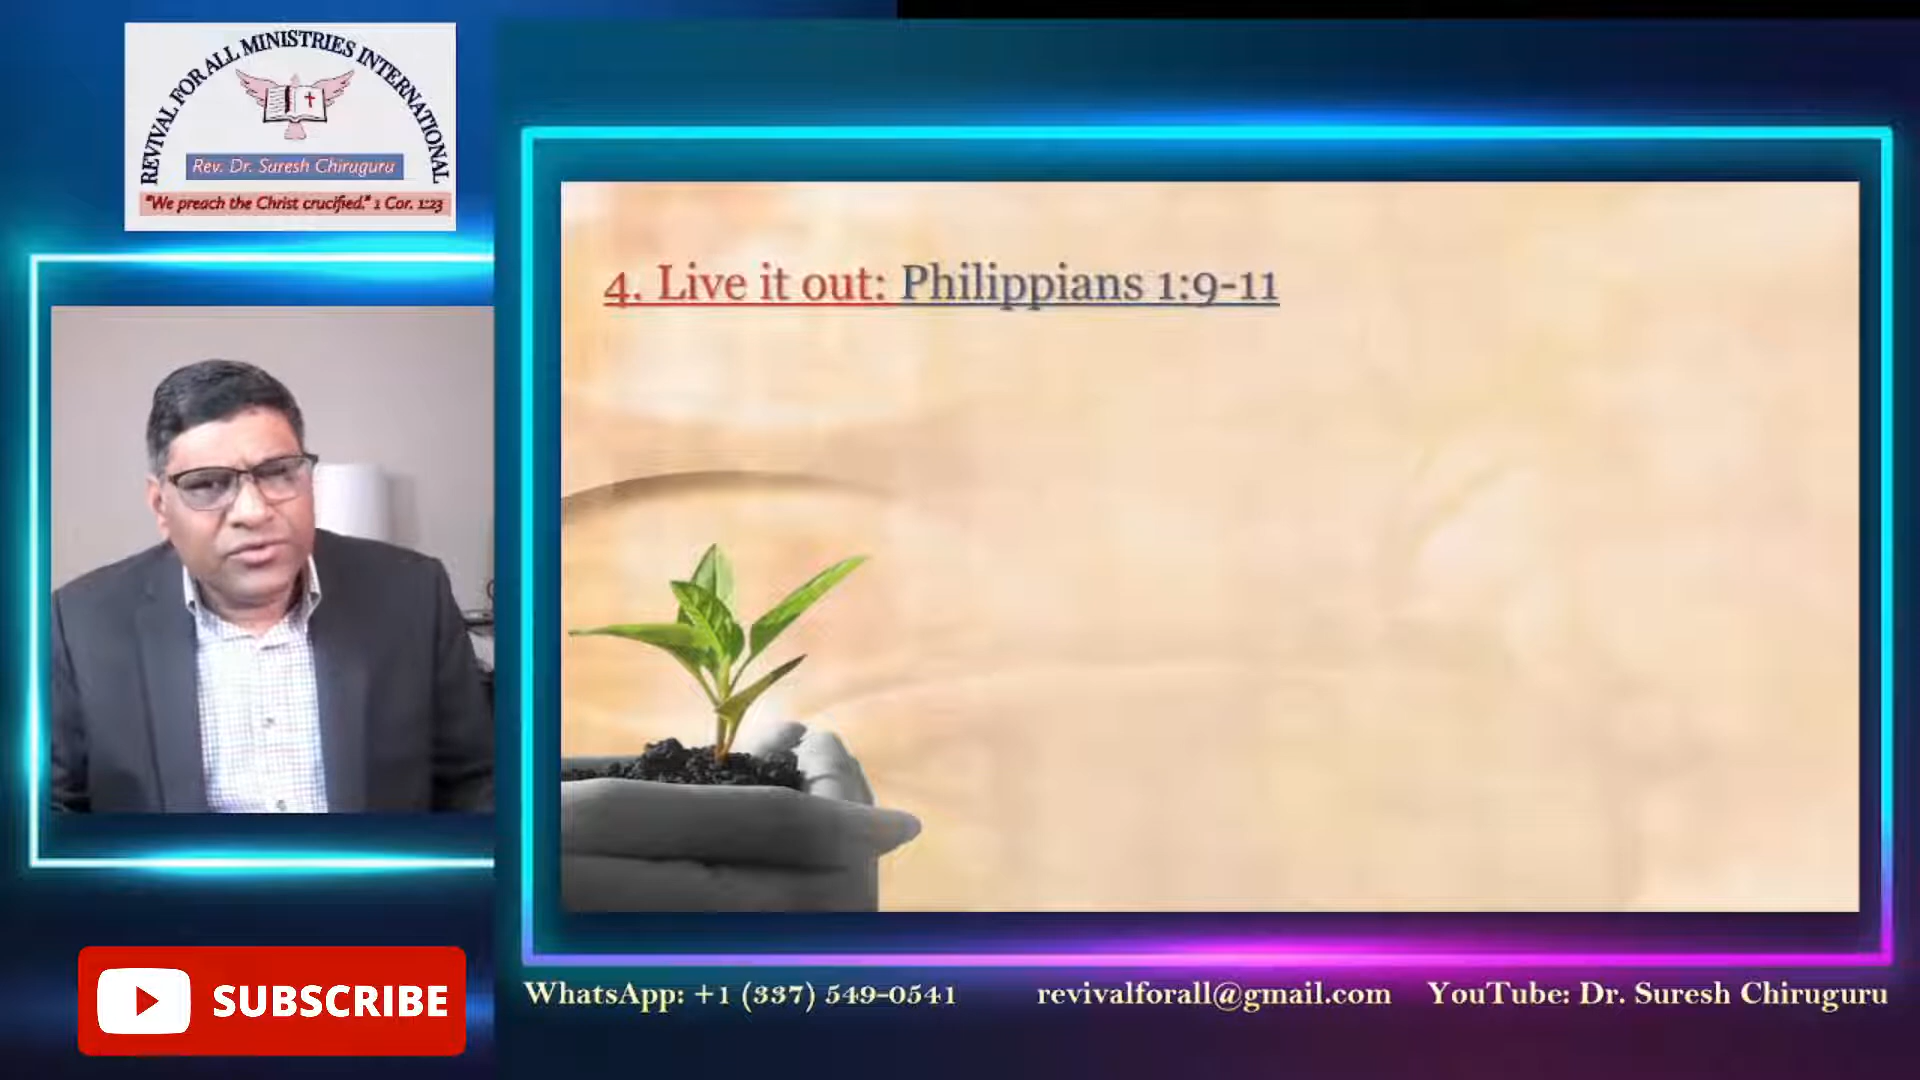 REVIVAL FOR ALL MINISTRIES INTERNATIONAL
Rev. Dr. Suresh Chiruguru
"We preach the Christ crucified." 1 Cor. 1:23
4. Live it out: Philippians 1:9-11
SUBSCRIBE
WhatsApp: +1 (337) 549-0541 revivalforall@gmail.com YouTube: Dr. Suresh Chiruguru